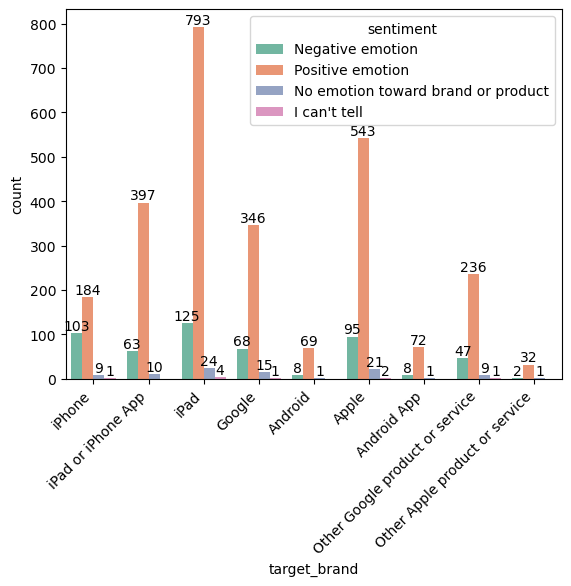 sentiment
Negative emotion
Positive emotion
No emotion toward brand or product
I can't tell
count
800
700
600
500
400
300
200
100
0
103
184
9
1
63
397
10
125
793
24
4
68
346
15
1
8
69
1
95
543
21
2
8
72
1
47
236
9
1
2
32
1
iPhone
iPad or iPhone App
iPad
Google
Android
Apple
Android App
Other Google product or service
Other Apple product or service
target_brand